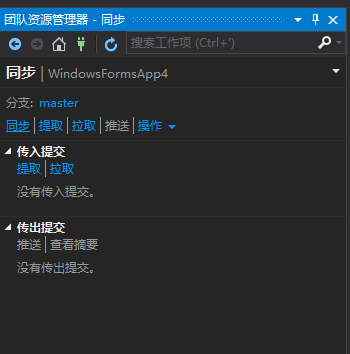 团队资源管理器 - 同步
搜索工作项 (Ctrl+')
同步 | WindowsFormsApp4
分支: master
同步 | 提取 | 拉取 | 推送 | 操作
传入提交
提取 | 拉取
没有传入提交。
传出提交
推送 | 查看摘要
没有传出提交。